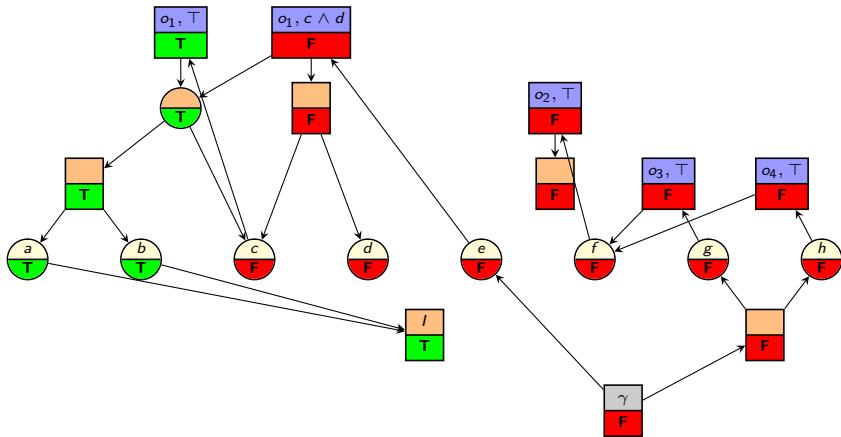 o₁, ⊤
T
o₁, c ∧ d
F
T
F
o₂, ⊤
F
T
F
o₃, ⊤
F
o₄, ⊤
F
a
T
b
T
c
F
d
F
e
F
f
F
g
F
h
F
I
T
F
γ
F